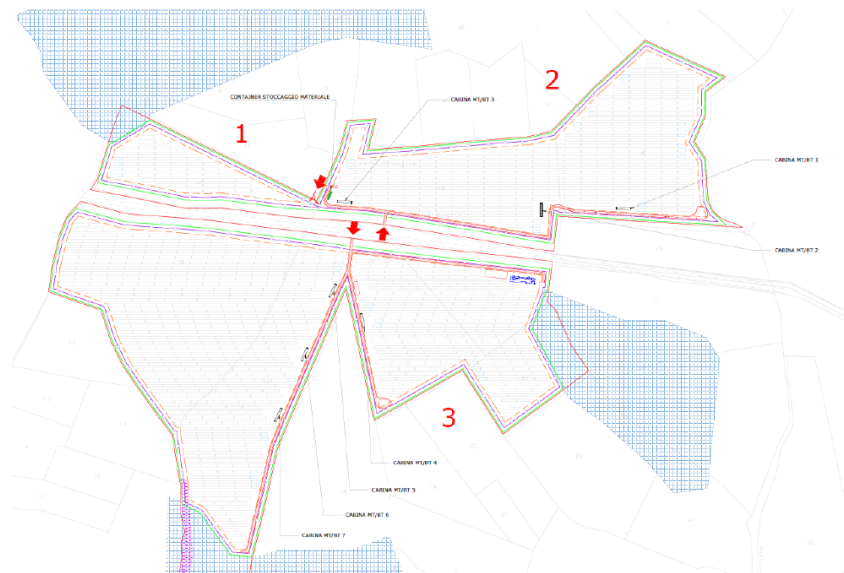 2
CONTAINER STOCCAGGIO MATERIALE
CABINA MT/BT 3
1
CABINA MT/BT 1
CABINA MT/BT 2
3
CABINA MT/BT 4
CABINA MT/BT 5
CABINA MT/BT 6
CABINA MT/BT 7